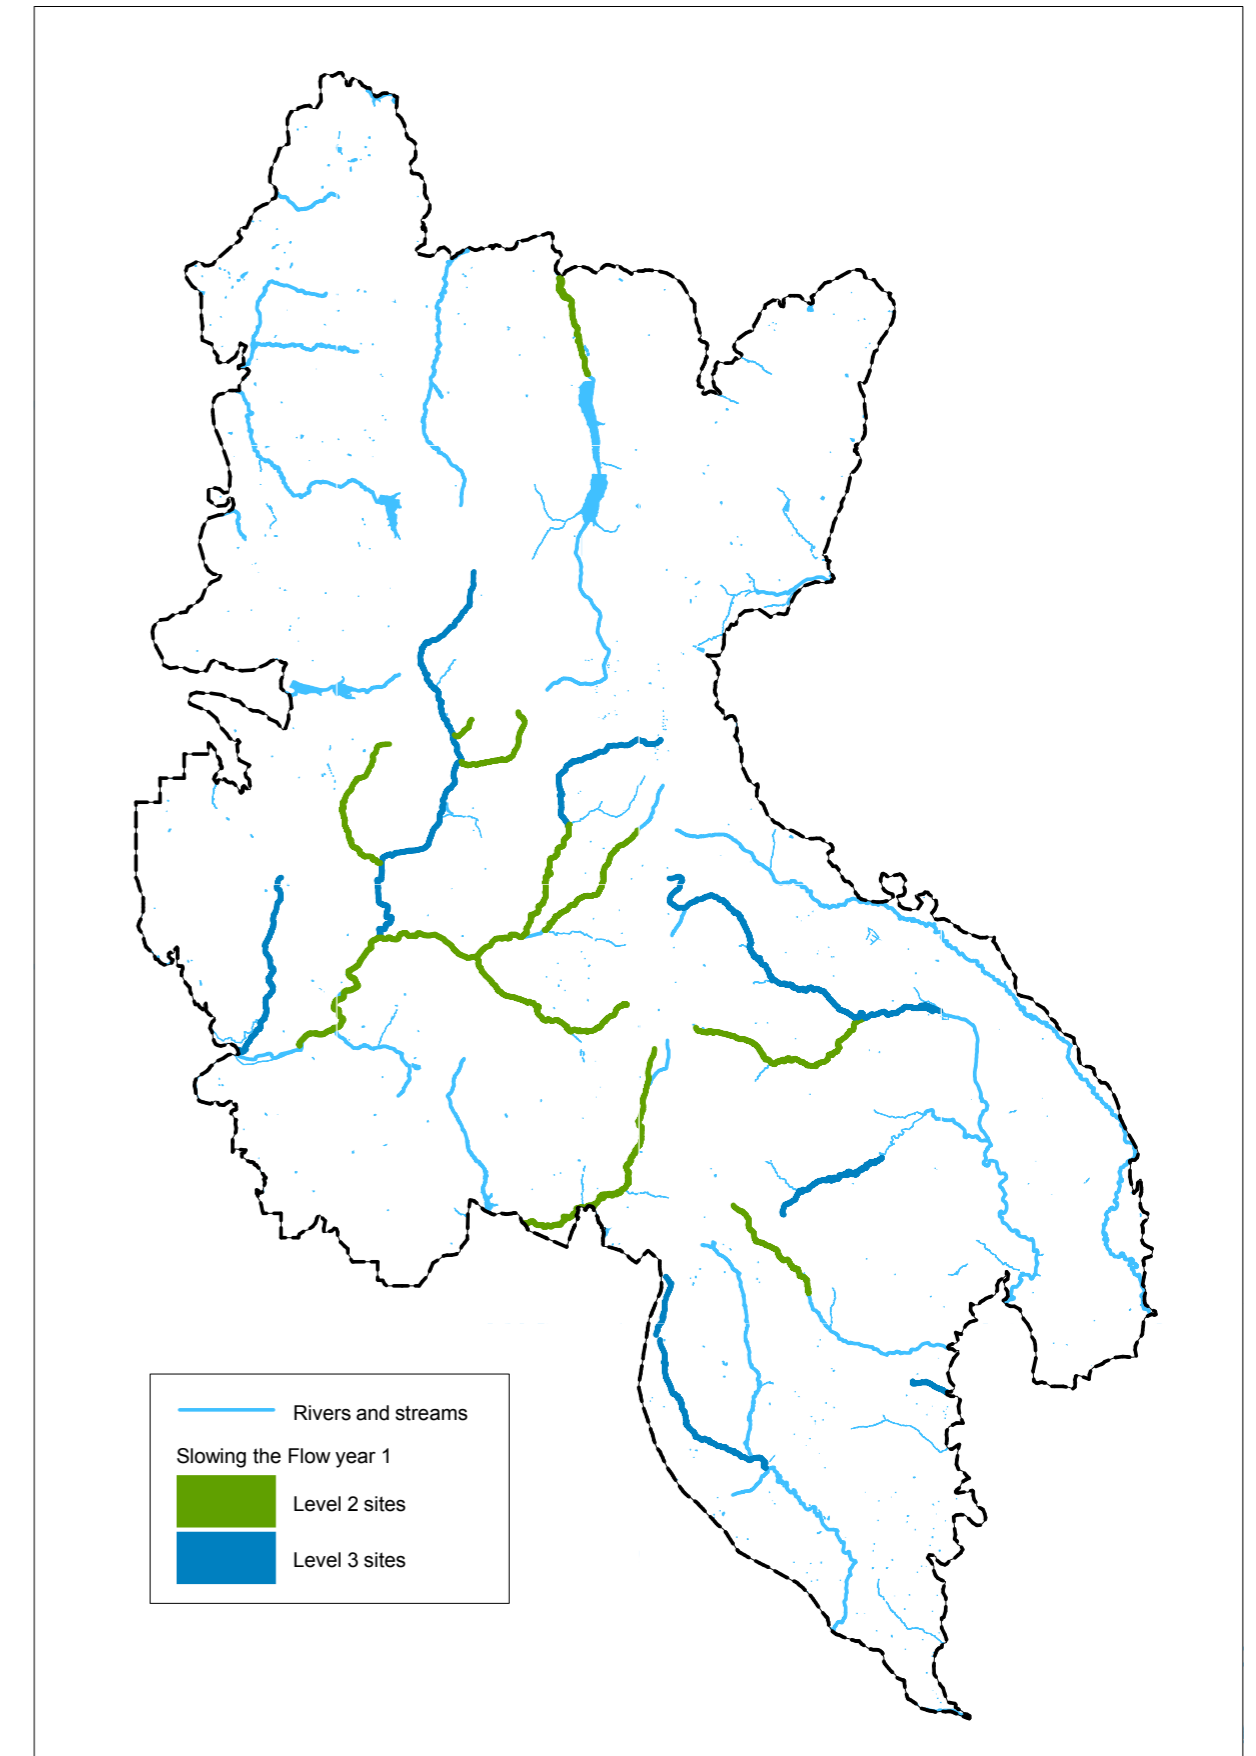 Rivers and streams
Slowing the Flow year 1
Level 2 sites
Level 3 sites